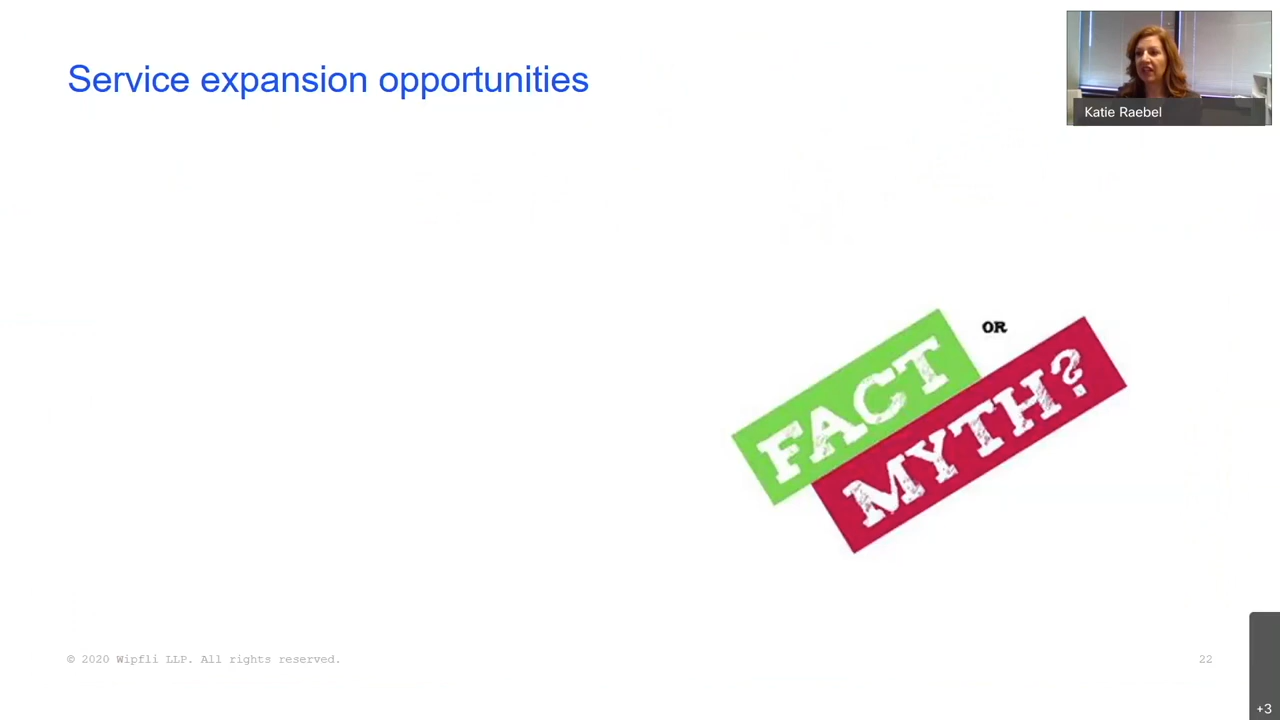 Service expansion opportunities
Katie Raebel
OR
FACT
MYTH?
© 2020 Wipfli LLP. All rights reserved.
22
+3